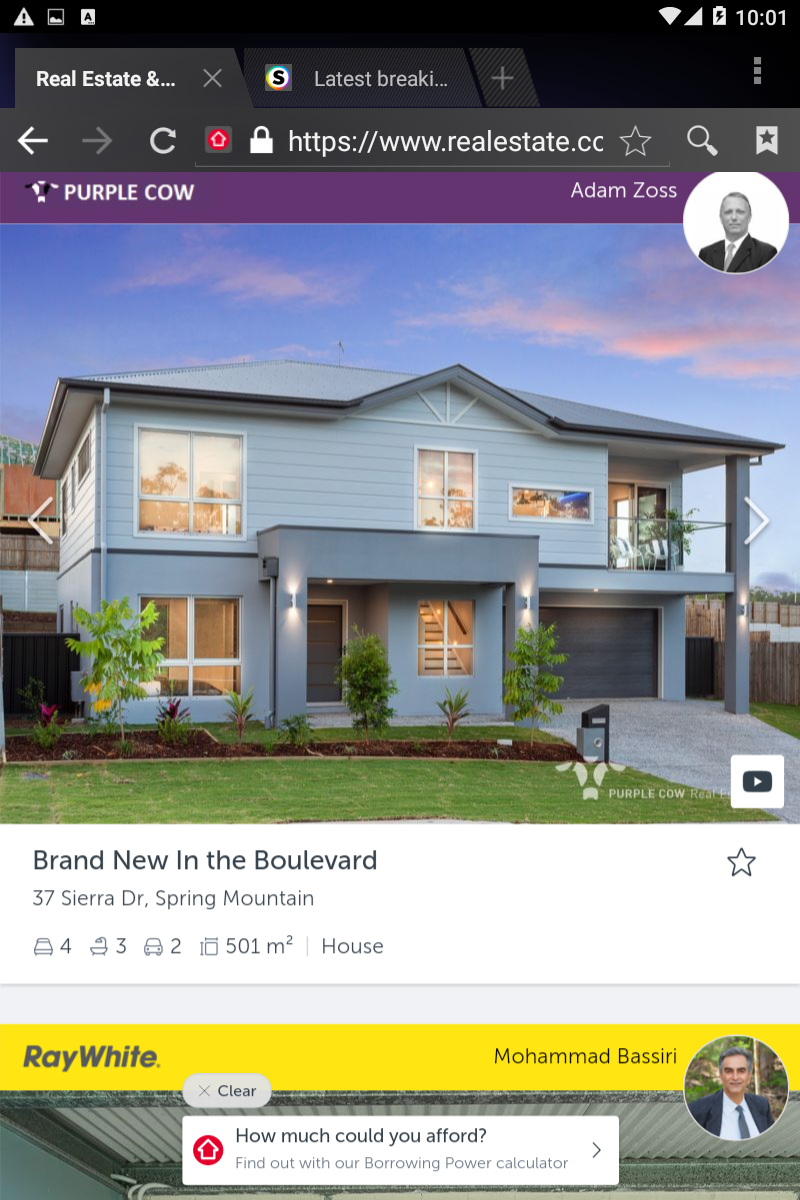 10:01
Real Estate &...
Latest breaki...
https://www.realestate.co
PURPLE COW
Adam Zoss
PURPLE COW Real E
Brand New In the Boulevard
37 Sierra Dr, Spring Mountain
4 3 2 501 m² House
RayWhite.
Mohammad Bassiri
Clear
How much could you afford?
Find out with our Borrowing Power calculator